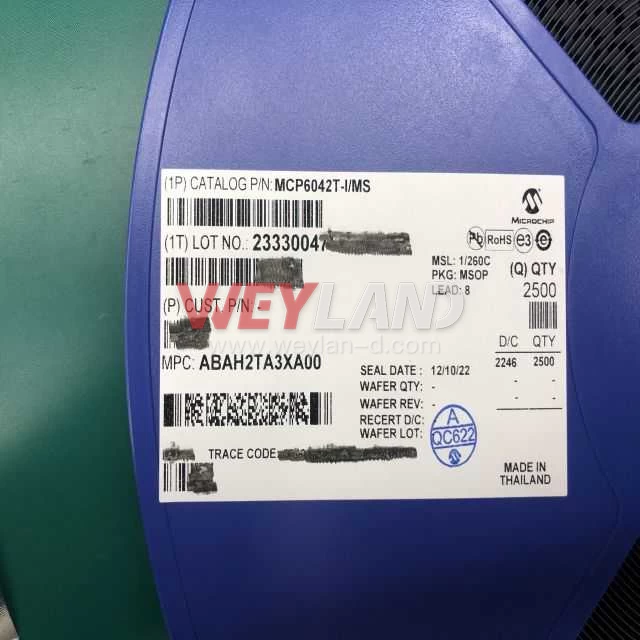 (1P) CATALOG P/N: MCP6042T-I/MS
MICROCHIP
(1T) LOT NO.: 23330047
Pb RoHS e3 e
MSL: 1/260C
PKG: MSOP
LEAD: 8
(Q) QTY
2500
(P) CUST. P/N: -
WEYLAND
www.weylan-d.com
MPC: ABAH2TA3XA00
D/C QTY
2246 2500
- -
- -
SEAL DATE: 12/10/22
WAFER QTY: -
WAFER REV: -
RECERT D/C:
WAFER LOT:
A
QC622
TRACE CODE:
MADE IN
THAILAND